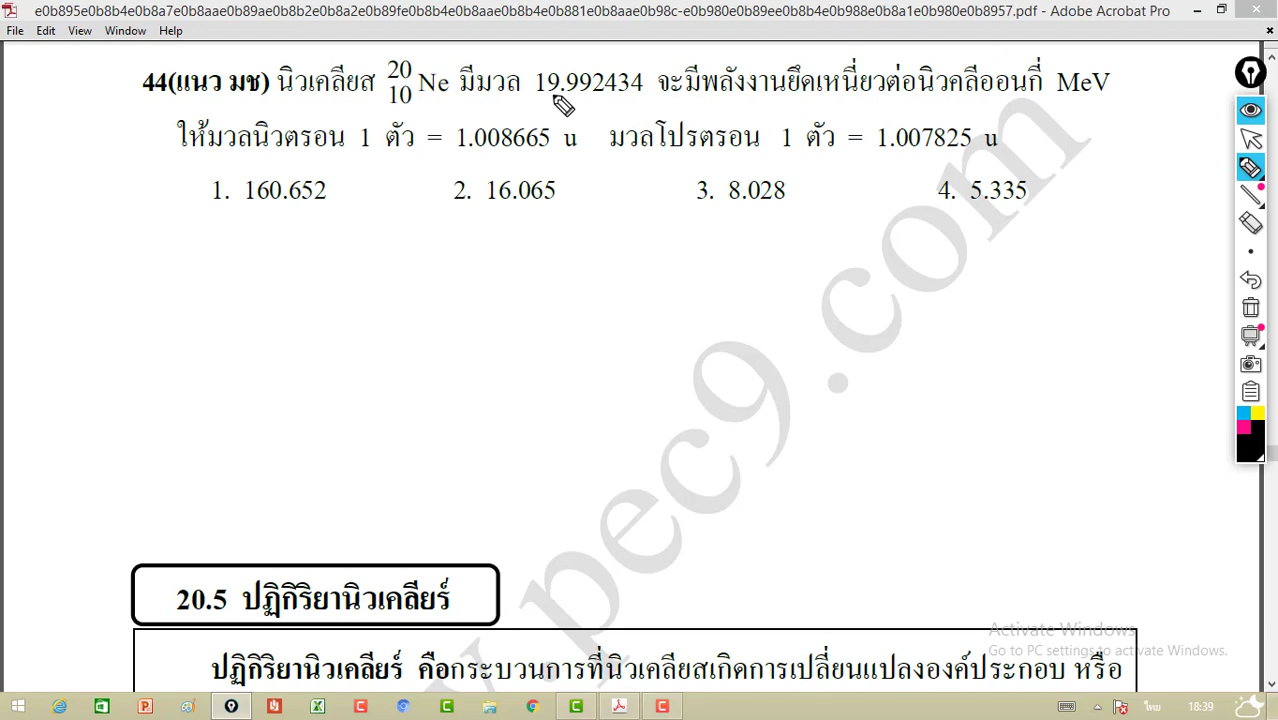 e0b895e0b8b4e0b8a7e0b8aae0b89ae0b8b2e0b8a2e0b89fe0b8b4e0b8aae0b8b4e0b881e0b8aae0b98c-e0b980e0b89ee0b8b4e0b988e0b8a1e0b980e0b8957.pdf - Adobe Acrobat Pro
File Edit View Window Help
44(แนว มช) นิวเคลียส 20 10 Ne มีมวล 19.992434 จะมีพลังงานยึดเหนี่ยวต่อนิวคลีออนกี่ MeV
ให้มวลนิวตรอน 1 ตัว = 1.008665 u มวลโปรตรอน 1 ตัว = 1.007825 u
1. 160.652 2. 16.065 3. 8.028 4. 5.335
.pec9.com
20.5 ปฏิกิริยานิวเคลียร์
ปฏิกิริยานิวเคลียร์ คือกระบวนการที่นิวเคลียสเกิดการเปลี่ยนแปลงองค์ประกอบ หรือ
Activate Windows
Go to PC settings to activate Windows.
ไทย 18:39